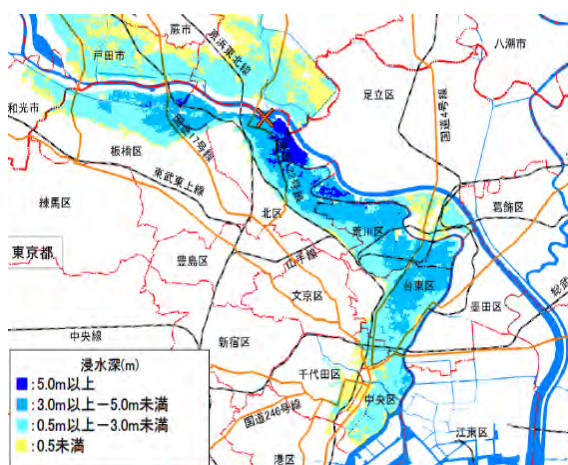 蕨市
京浜東北線
八潮市
戸田市
足立区
国道4号線
和光市
国道17号線
板橋区
東武東上線
北区
葛飾区
練馬区
荒川区
東京都
豊島区
山手線
台東区
文京区
墨田区
総武
中央線
新宿区
千代田区
中央区
国道246号線
江東区
港区
浸水深(m)
:5.0m以上
:3.0m以上－5.0m未満
:0.5m以上－3.0m未満
:0.5未満